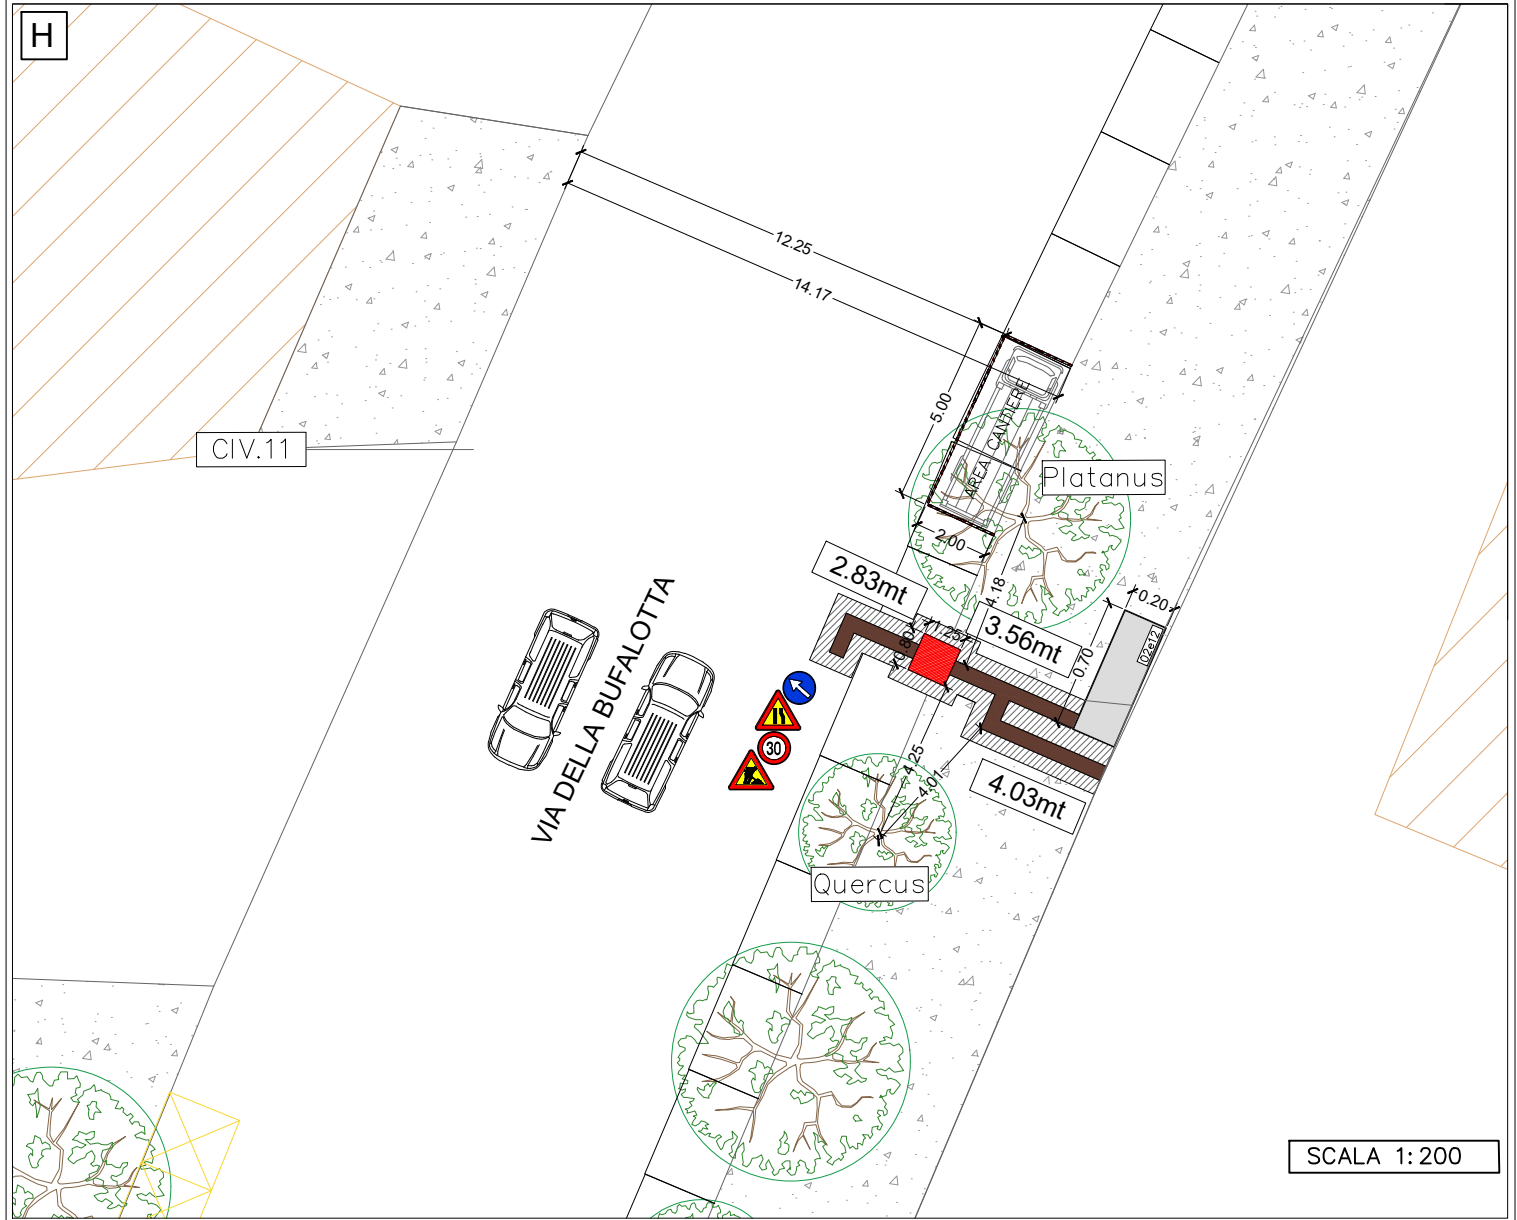 H
12.25
14.17
5.00
AREA CANTIERE
CIV.11
Platanus
2.00
2.83mt
4.18
0.20
1.25
3.56mt
0.80
02e12
0.70
VIA DELLA BUFALOTTA
30
4.25
4.01
4.03mt
Quercus
SCALA 1:200